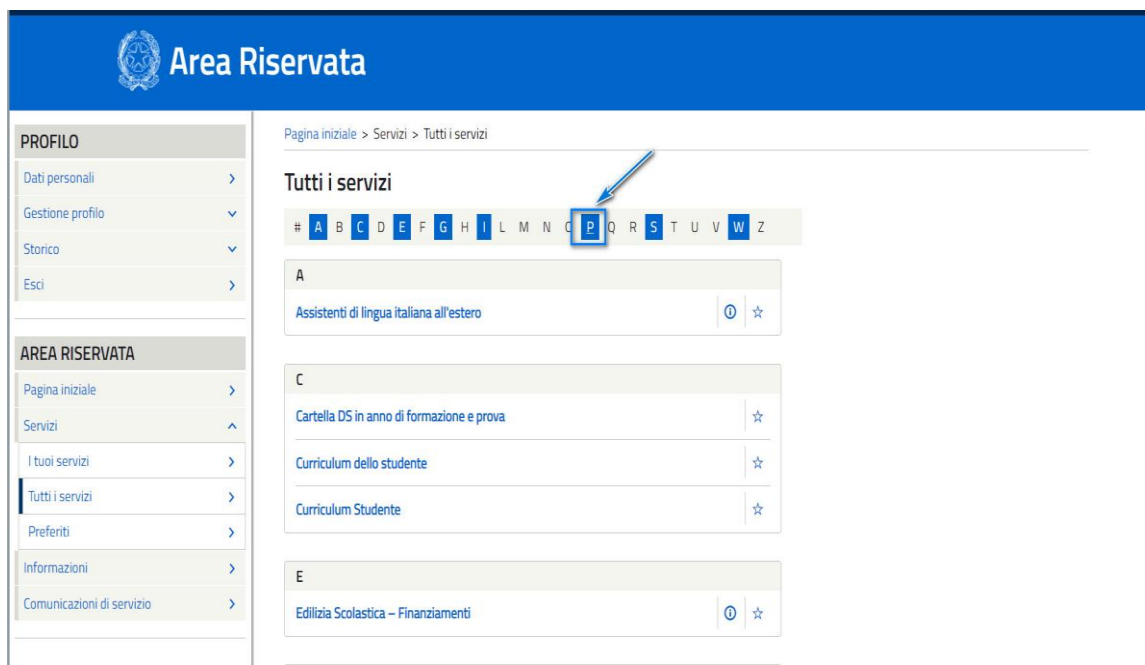 Area Riservata
PROFILO
Dati personali
Gestione profilo
Storico
Esci
AREA RISERVATA
Pagina iniziale
Servizi
I tuoi servizi
Tutti i servizi
Preferiti
Informazioni
Comunicazioni di servizio
Pagina iniziale > Servizi > Tutti i servizi
Tutti i servizi
# A B C D E F G H I L M N O P Q R S T U V W Z
A
Assistenti di lingua italiana all'estero
C
Cartella DS in anno di formazione e prova
Curriculum dello studente
Curriculum Studente
E
Edilizia Scolastica – Finanziamenti